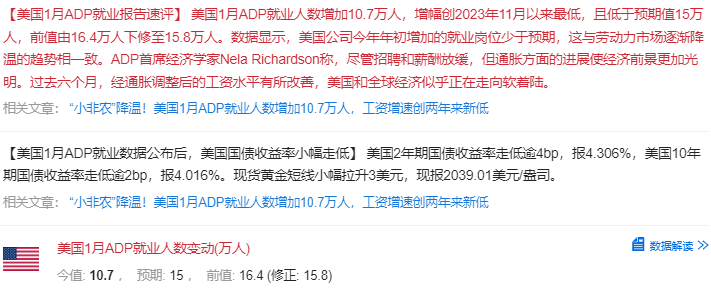 【美国1月ADP就业报告速评】 美国1月ADP就业人数增加10.7万人，增幅创2023年11月以来最低，且低于预期值15万
人，前值由16.4万人下修至15.8万人。数据显示，美国公司今年年初增加的就业岗位少于预期，这与劳动力市场逐渐降
温的趋势相一致。ADP首席经济学家Nela Richardson称，尽管招聘和薪酬放缓，但通胀方面的进展使经济前景更加光
明。过去六个月，经通胀调整后的工资水平有所改善，美国和全球经济似乎正在走向软着陆。
相关文章： “小非农”降温！美国1月ADP就业人数增加10.7万人，工资增速创两年来新低
【美国1月ADP就业数据公布后，美国国债收益率小幅走低】 美国2年期国债收益率走低逾4bp，报4.306%，美国10年
期国债收益率走低逾2bp，报4.016%。现货黄金短线小幅拉升3美元，现报2039.01美元/盎司。
相关文章： “小非农”降温！美国1月ADP就业人数增加10.7万人，工资增速创两年来新低
美国1月ADP就业人数变动(万人) 数据解读
今值: 10.7 ， 预期: 15 ， 前值: 16.4 (修正: 15.8)